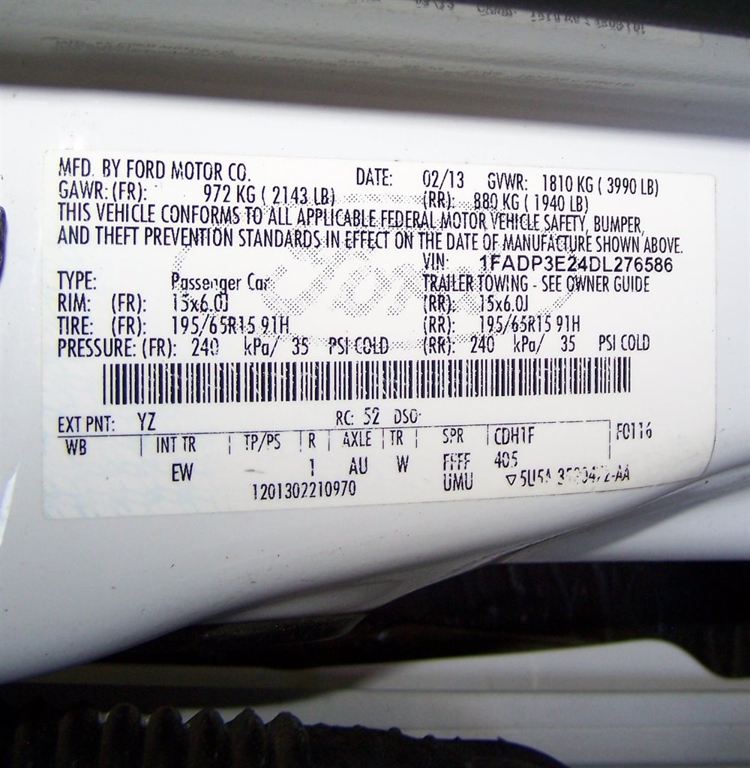 MFD. BY FORD MOTOR CO. DATE: 02/13 GVWR: 1810 KG ( 3990 LB)
GAWR: (FR): 972 KG ( 2143 LB) (RR): 880 KG ( 1940 LB)
THIS VEHICLE CONFORMS TO ALL APPLICABLE FEDERAL MOTOR VEHICLE SAFETY, BUMPER,
AND THEFT PREVENTION STANDARDS IN EFFECT ON THE DATE OF MANUFACTURE SHOWN ABOVE.
VIN: 1FADP3E24DL276586
TYPE: Passenger Car TRAILER TOWING - SEE OWNER GUIDE
RIM: (FR): 15x6.0J (RR): 15x6.0J
TIRE: (FR): 195/65R15 91H (RR): 195/65R15 91H
PRESSURE: (FR): 240 kPa/ 35 PSI COLD (RR): 240 kPa/ 35 PSI COLD
EXT PNT: YZ RC: 52 DSO:
WB | INT TR | TP/PS | R | AXLE | TR | SPR CDH1F F0116
EW 1 AU W FFFF 405
1201302210970 UMU